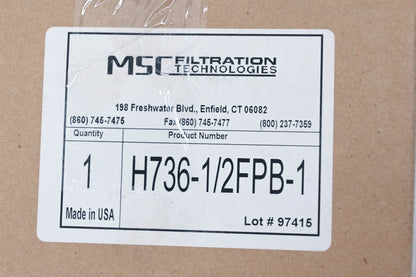 MSC FILTRATION
TECHNOLOGIES
198 Freshwater Blvd., Enfield, CT 06082
(860) 745-7475 Fax (860) 745-7477 (800) 237-7359
Quantity Product Number
1 H736-1/2FPB-1
Made in USA Lot # 97415